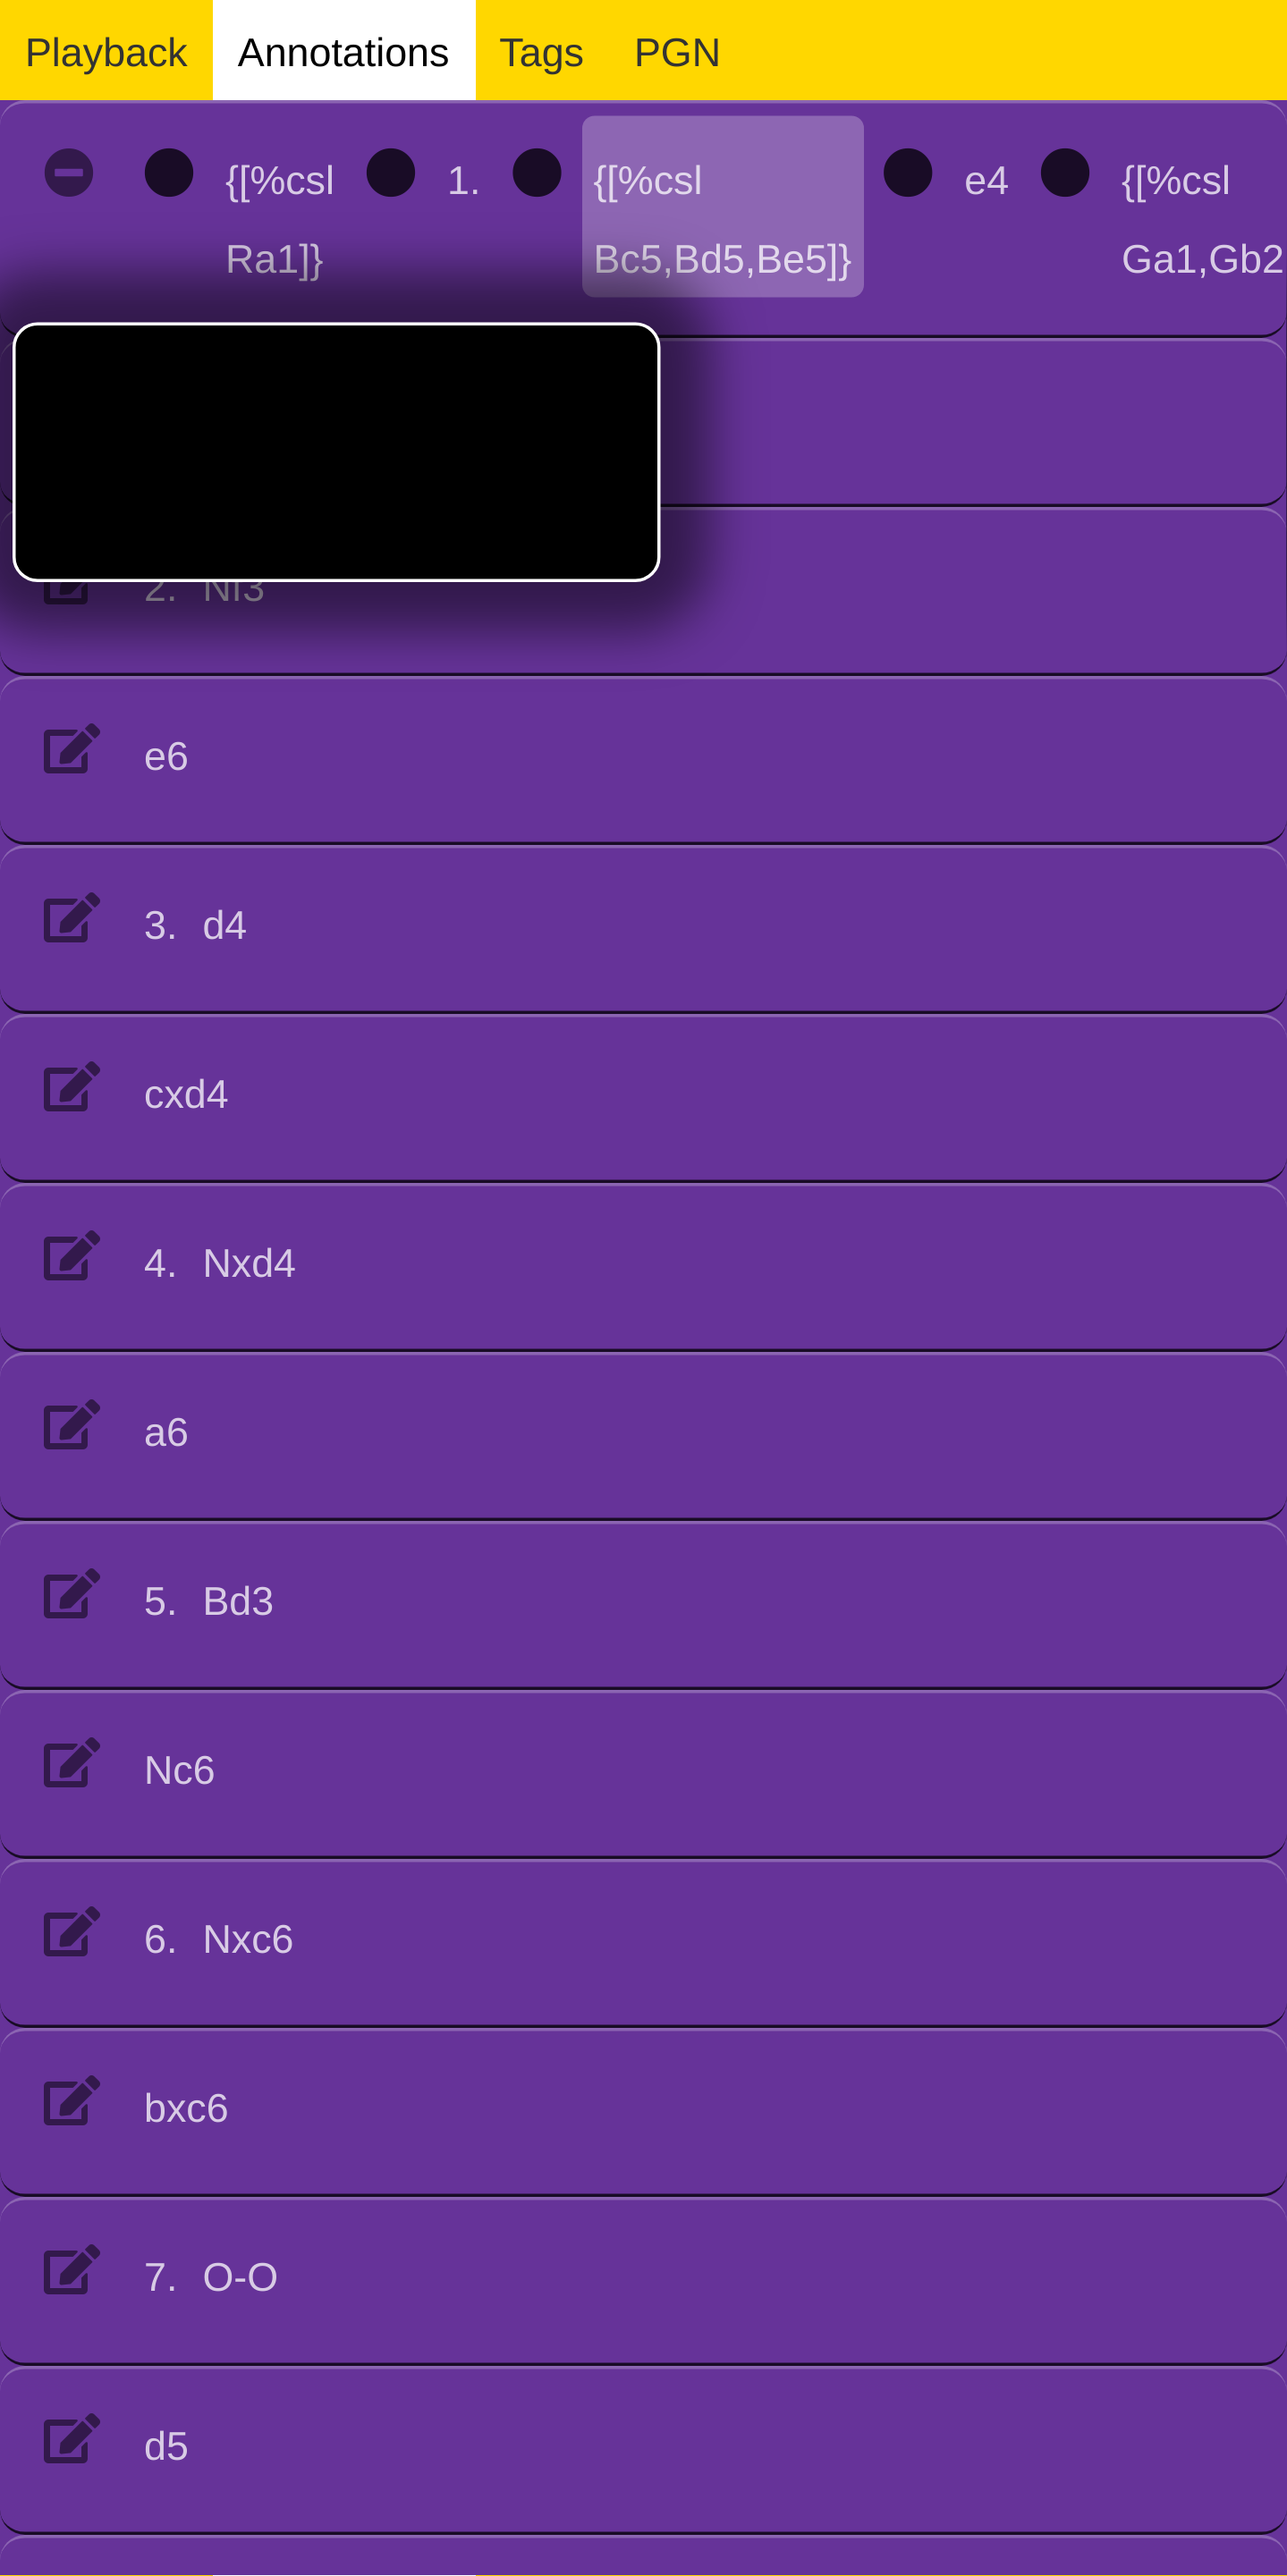 Playback Annotations Tags PGN
{[%csl 1. {[%csl e4 {[%csl
Ra1]} Bc5,Bd5,Be5]} Ga1,Gb2
2. Nf3
e6
3. d4
cxd4
4. Nxd4
a6
5. Bd3
Nc6
6. Nxc6
bxc6
7. O-O
d5